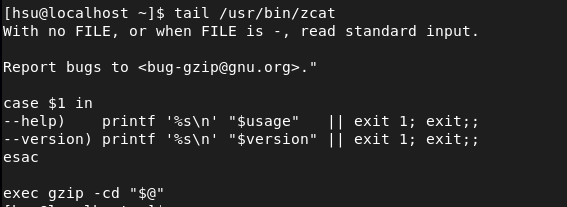 [hsu@localhost ~]$ tail /usr/bin/zcat
With no FILE, or when FILE is -, read standard input.

Report bugs to <bug-gzip@gnu.org>."

case $1 in
--help)    printf '%s\n' "$usage"   || exit 1; exit;;
--version) printf '%s\n' "$version" || exit 1; exit;;
esac

exec gzip -cd "$@"